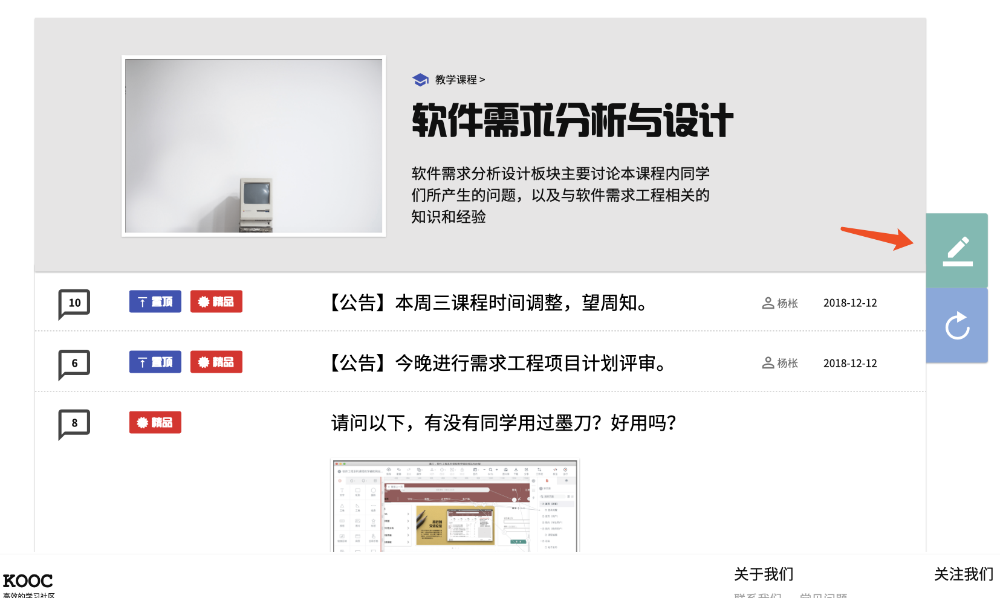 教学课程 >
软件需求分析与设计
软件需求分析设计板块主要讨论本课程内同学
们所产生的问题，以及与软件需求工程相关的
知识和经验
10 置顶 精品 【公告】本周三课程时间调整，望周知。 杨枨 2018-12-12
6 置顶 精品 【公告】今晚进行需求工程项目计划评审。 杨枨 2018-12-12
8 精品 请问以下，有没有同学用过墨刀？好用吗？
KOOC
高效的学习社区
关于我们
联系我们 常见问题
关注我们